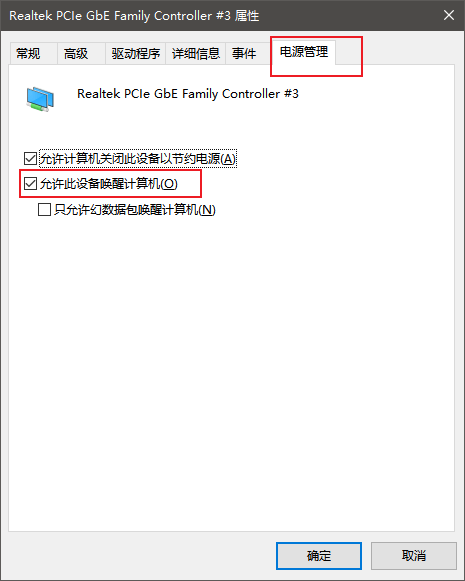 Realtek PCIe GbE Family Controller #3 属性
常规 高级 驱动程序 详细信息 事件 电源管理
Realtek PCIe GbE Family Controller #3
允许计算机关闭此设备以节约电源(A)
允许此设备唤醒计算机(O)
只允许幻数据包唤醒计算机(N)
确定 取消